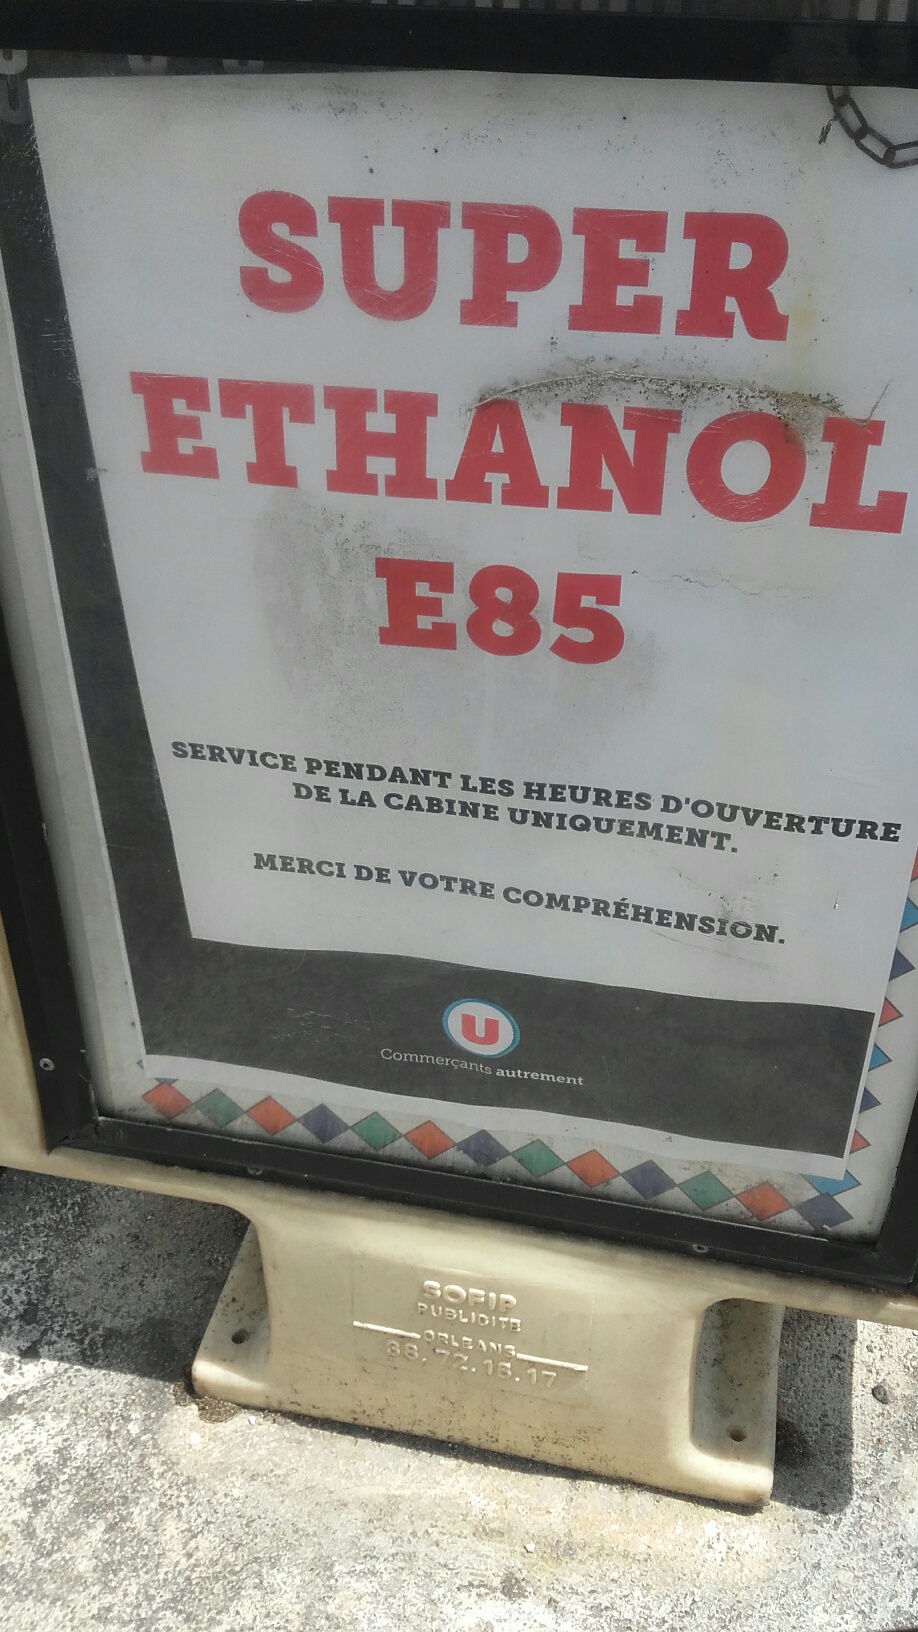 SUPER
ETHANOL
E85
SERVICE PENDANT LES HEURES D'OUVERTURE
DE LA CABINE UNIQUEMENT.
MERCI DE VOTRE COMPRÉHENSION.
U
Commerçants autrement
SOFIP
PUBLICITE
ORLEANS
38.72.16.17